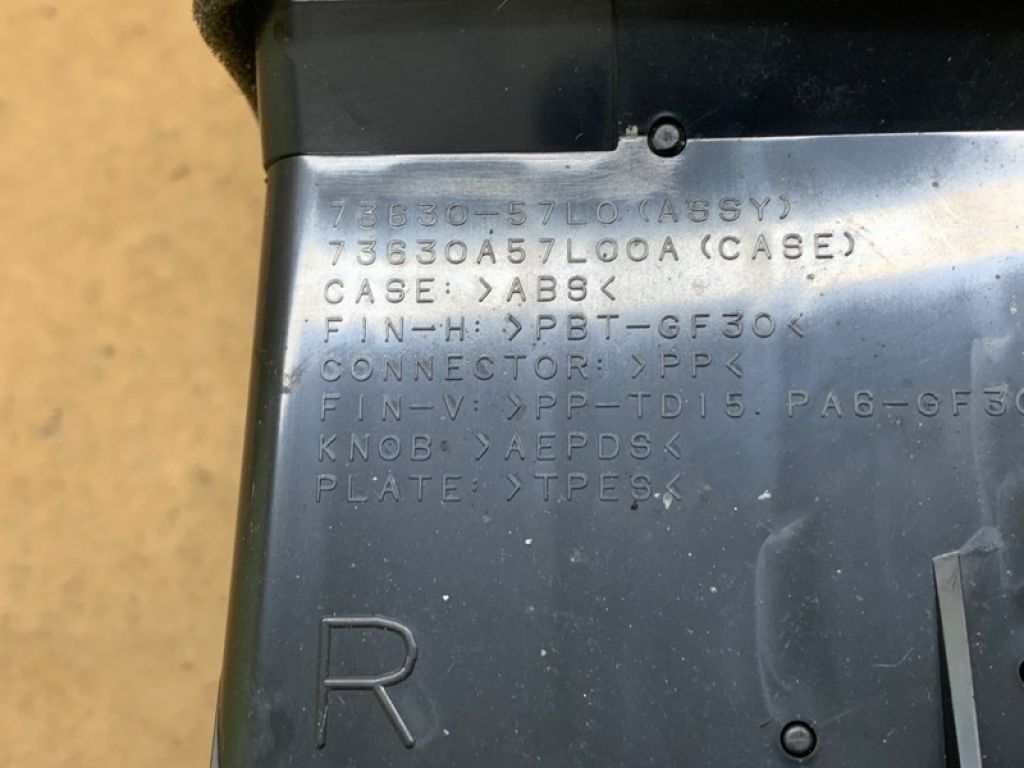 73630-57L0(ASSY)
73630A57L00A(CASE)
CASE: >ABS<
FIN-H: >PBT-GF30<
CONNECTOR: >PP<
FIN-V: >PP-TD15. PA6-GF30
KNOB: >AEPDS<
PLATE: >TPES<
R